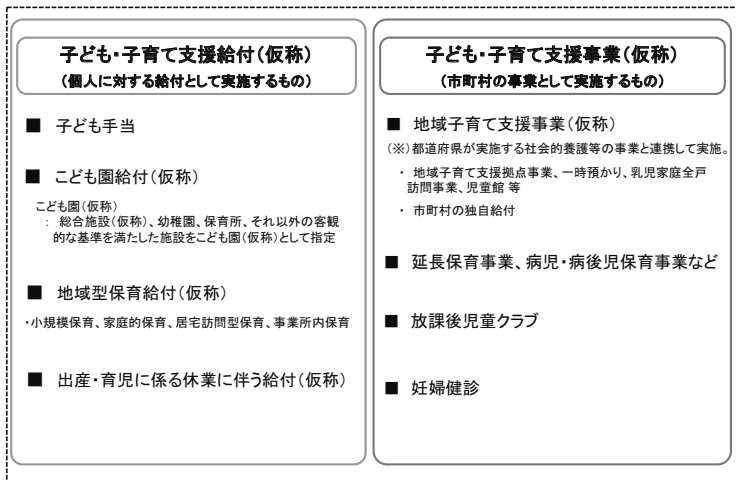 子ども・子育て支援給付(仮称)
(個人に対する給付として実施するもの)
■ 子ども手当
■ こども園給付(仮称)
こども園(仮称)
: 総合施設(仮称)、幼稚園、保育所、それ以外の客観
的な基準を満たした施設をこども園(仮称)として指定
■ 地域型保育給付(仮称)
・小規模保育、家庭的保育、居宅訪問型保育、事業所内保育
■ 出産・育児に係る休業に伴う給付(仮称)
子ども・子育て支援事業(仮称)
(市町村の事業として実施するもの)
■ 地域子育て支援事業(仮称)
(※)都道府県が実施する社会的養護等の事業と連携して実施。
・ 地域子育て支援拠点事業、一時預かり、乳児家庭全戸
訪問事業、児童館 等
・ 市町村の独自給付
■ 延長保育事業、病児・病後児保育事業など
■ 放課後児童クラブ
■ 妊婦健診